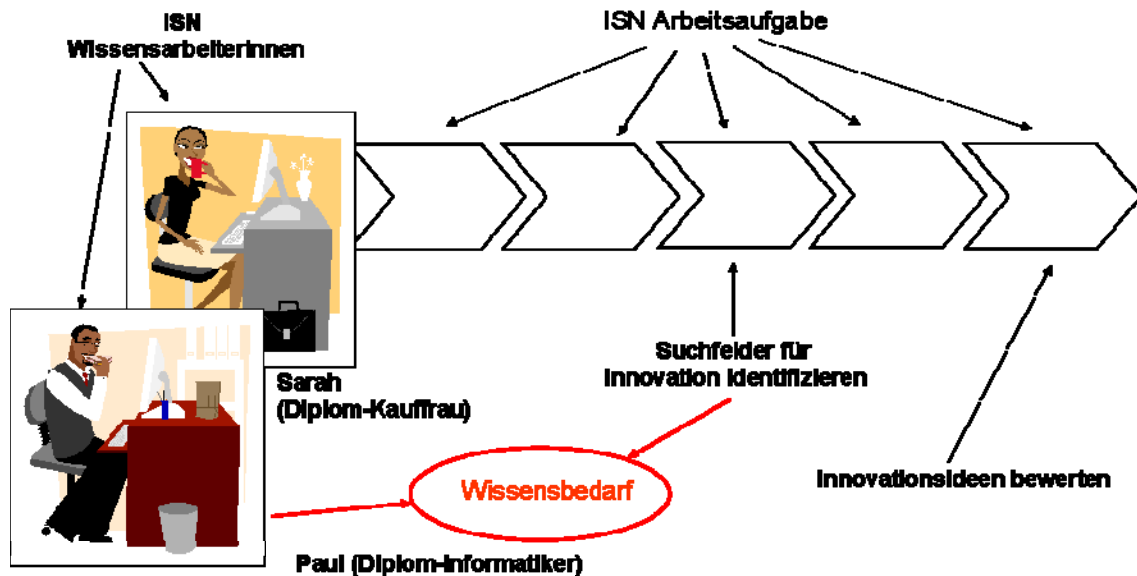 ISN
WissensarbeiterInnen
ISN Arbeitsaufgabe
Sarah
(Diplom-Kauffrau)
Suchfelder für
Innovation identifizieren
Wissensbedarf
Innovationsideen bewerten
Paul (Diplom-Informatiker)